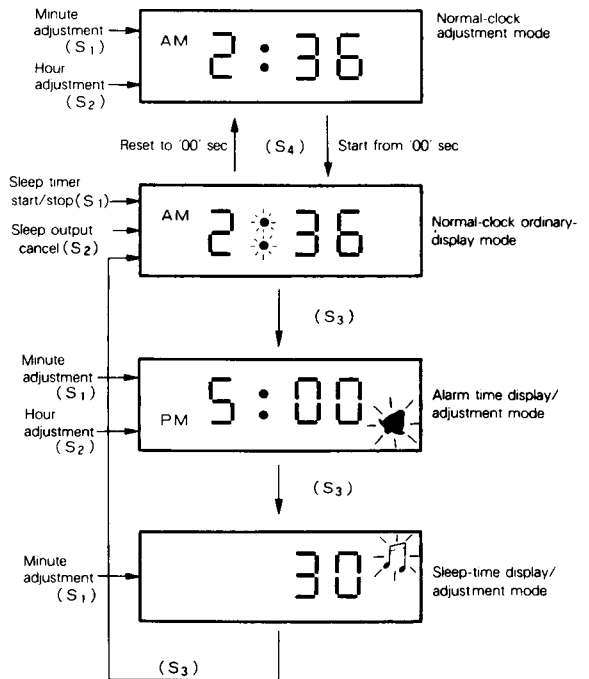 Minute
adjustment
(S1)
Hour
adjustment
(S2)
AM 2:36
Normal-clock
adjustment mode
Reset to '00' sec (S4) Start from '00' sec
Sleep timer
start/stop(S1)
Sleep output
cancel(S2)
AM 2:36
Normal-clock ordinary-
display mode
(S3)
Minute
adjustment
(S1)
Hour
adjustment
(S2)
PM 5:00
Alarm time display/
adjustment mode
(S3)
Minute
adjustment
(S1)
30
Sleep-time display/
adjustment mode
(S3)